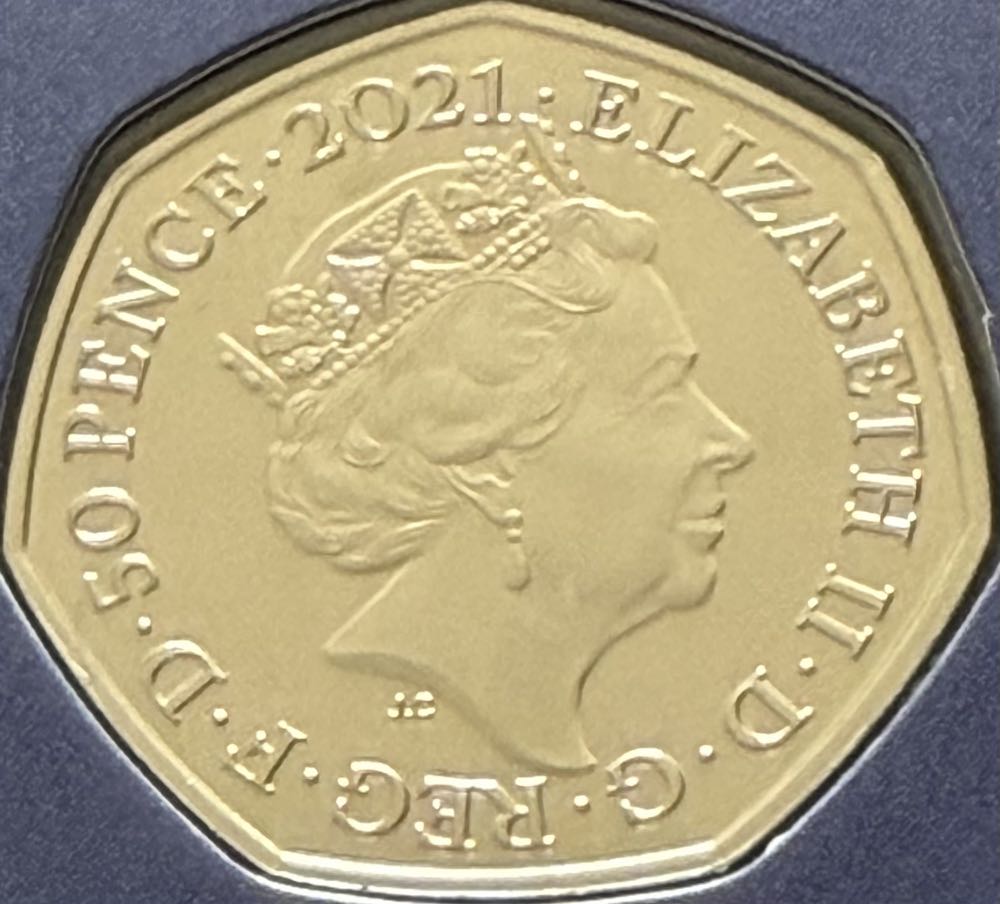 ELIZABETH II · D · G · REG · F · D · 50 PENCE · 2021 ·